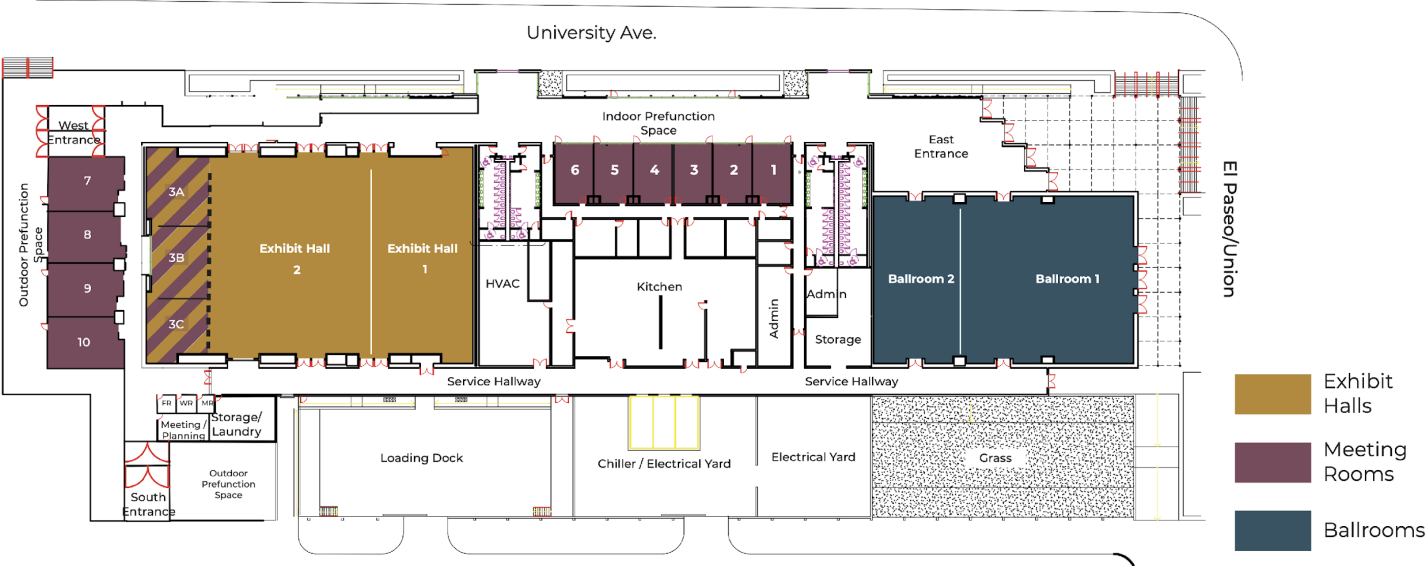 University Ave.
Indoor Prefunction
Space
West
Entrance
East
Entrance
El Paseo/Union
Outdoor Prefunction
Space
7
8
9
10
3A
3B
3C
Exhibit Hall
2
Exhibit Hall
1
6
5
4
3
2
1
HVAC
Kitchen
Admin
Admin
Storage
Ballroom 2
Ballroom 1
Service Hallway
Service Hallway
FR
WR
MR
Meeting /
Planning
Storage/
Laundry
South
Entrance
Outdoor
Prefunction
Space
Loading Dock
Chiller / Electrical Yard
Electrical Yard
Grass
Exhibit
Halls
Meeting
Rooms
Ballrooms